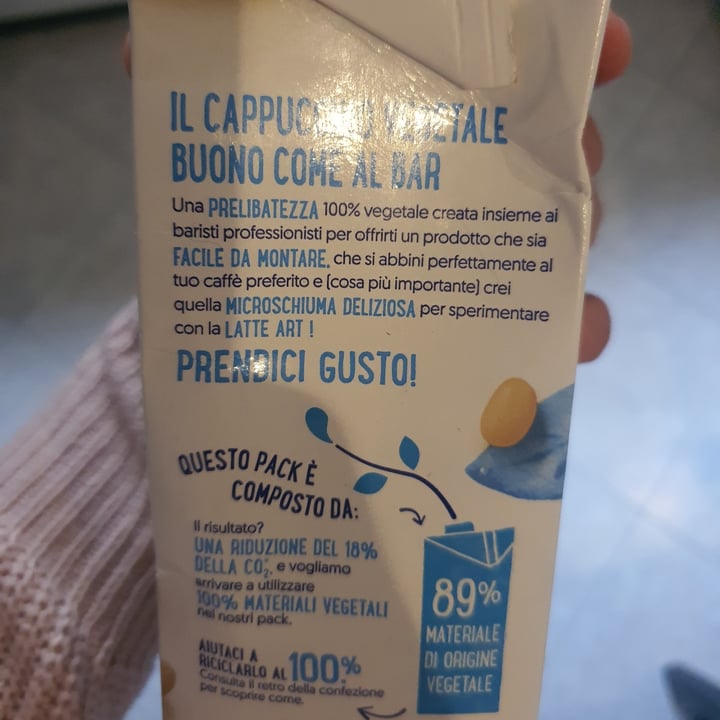 IL CAPPUCCINO VEGETALE
BUONO COME AL BAR
Una PRELIBATEZZA 100% vegetale creata insieme ai
baristi professionisti per offrirti un prodotto che sia
FACILE DA MONTARE, che si abbini perfettamente al
tuo caffè preferito e (cosa più importante) crei
quella MICROSCHIUMA DELIZIOSA per sperimentare
con la LATTE ART !
PRENDICI GUSTO!
QUESTO PACK È
COMPOSTO DA:
Il risultato?
UNA RIDUZIONE DEL 18%
DELLA CO2, e vogliamo
arrivare a utilizzare
100% MATERIALI VEGETALI
nei nostri pack.
AIUTACI A
RICICLARLO AL 100%
Consulta il retro della confezione
per scoprire come.
89%
MATERIALE
DI ORIGINE
VEGETALE